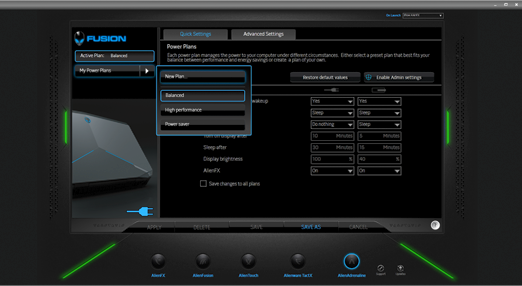 On Launch
FUSION
Quick Settings
Advanced Settings
Active Plan: Balanced
My Power Plans
Power Plans
Each power plan manages the power to your computer under different circumstances. Either select a preset plan that best fits your
balance between performance and energy savings or create a plan of your own.
New Plan...
Balanced
High performance
Power saver
Restore default values
Enable Admin settings
wakeup
Yes
Yes
Sleep
Sleep
Do nothing
Sleep
Turn off display after
10 Minutes
Minutes
Sleep after
Minutes
Minutes
Display brightness
100 %
40 %
AlienFX
On
On
Save changes to all plans
APPLY
DELETE
SAVE
SAVE AS
CANCEL
AlienFX
AlienFusion
AlienTouch
Alienware TactX
AlienAdrenaline